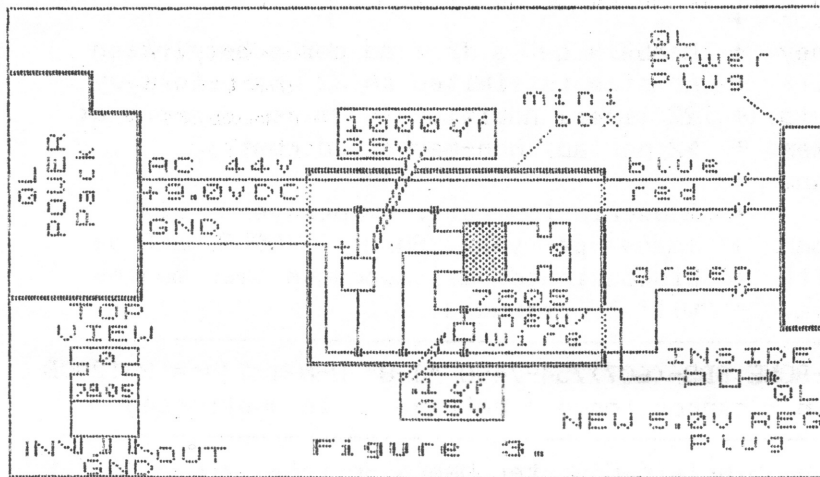 QL
Power
Plug
mini
box
1000 µf
35v
QL
POWER
Pack
AC 44V
+9.0vDC
GND
blue
red
green
+
7805
new
wire
.1 µf
35v
TOP
VIEW
7805
IN
OUT
GND
Figure 3.
INSIDE
QL
NEW 5.0V REG
Plug